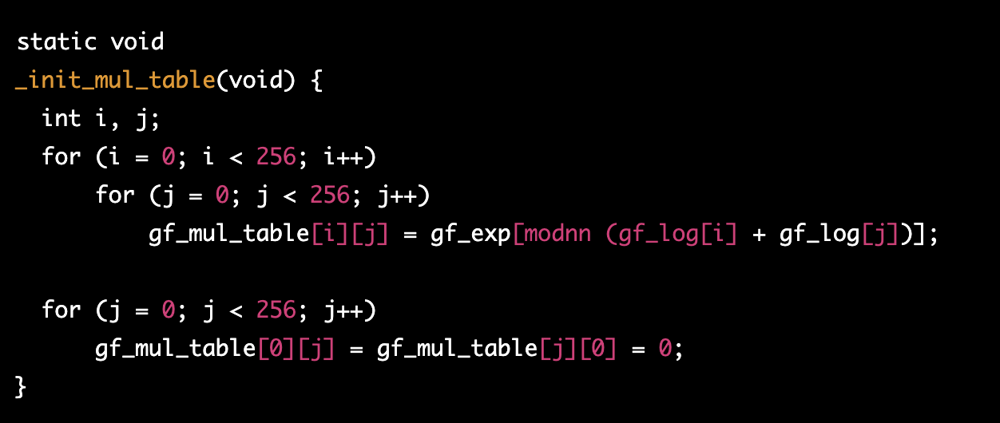 static void
_init_mul_table(void) {
int i, j;
for (i = 0; i < 256; i++)
for (j = 0; j < 256; j++)
gf_mul_table[i][j] = gf_exp[modnn (gf_log[i] + gf_log[j])];
for (j = 0; j < 256; j++)
gf_mul_table[0][j] = gf_mul_table[j][0] = 0;
}